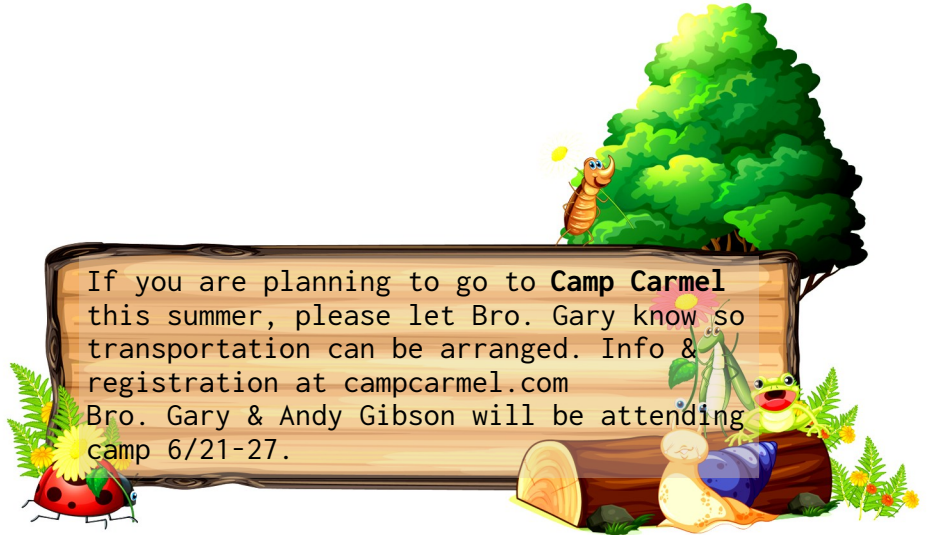 If you are planning to go to Camp Carmel
this summer, please let Bro. Gary know so
transportation can be arranged. Info &
registration at campcarmel.com
Bro. Gary & Andy Gibson will be attending
camp 6/21-27.